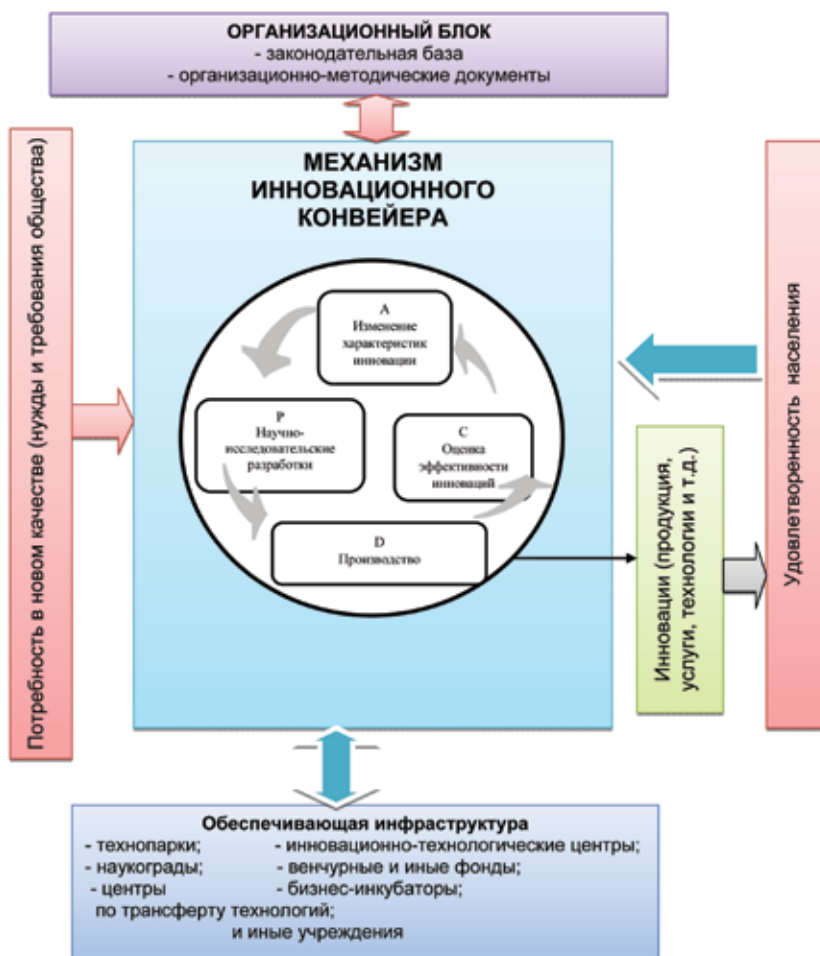 ОРГАНИЗАЦИОННЫЙ БЛОК
- законодательная база
- организационно-методические документы
Потребность в новом качестве (нужды и требования общества)
МЕХАНИЗМ
ИННОВАЦИОННОГО
КОНВЕЙЕРА
А
Изменение
характеристик
инновации
Р
Научно-
исследовательские
разработки
С
Оценка
эффективности
инноваций
D
Производство
Инновации (продукция,
услуги, технологии и т.д.)
Удовлетворенность населения
Обеспечивающая инфраструктура
- технопарки; - инновационно-технологические центры;
- наукограды; - венчурные и иные фонды;
- центры - бизнес-инкубаторы;
по трансферту технологий;
и иные учреждения